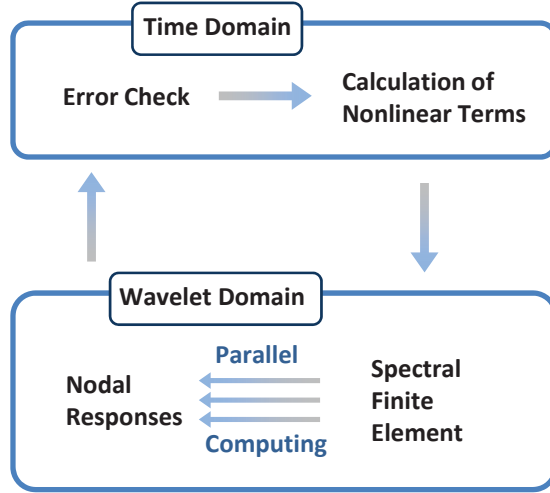 Time Domain
Error Check
Calculation of
Nonlinear Terms
Wavelet Domain
Parallel
Nodal
Responses
Computing
Spectral
Finite
Element